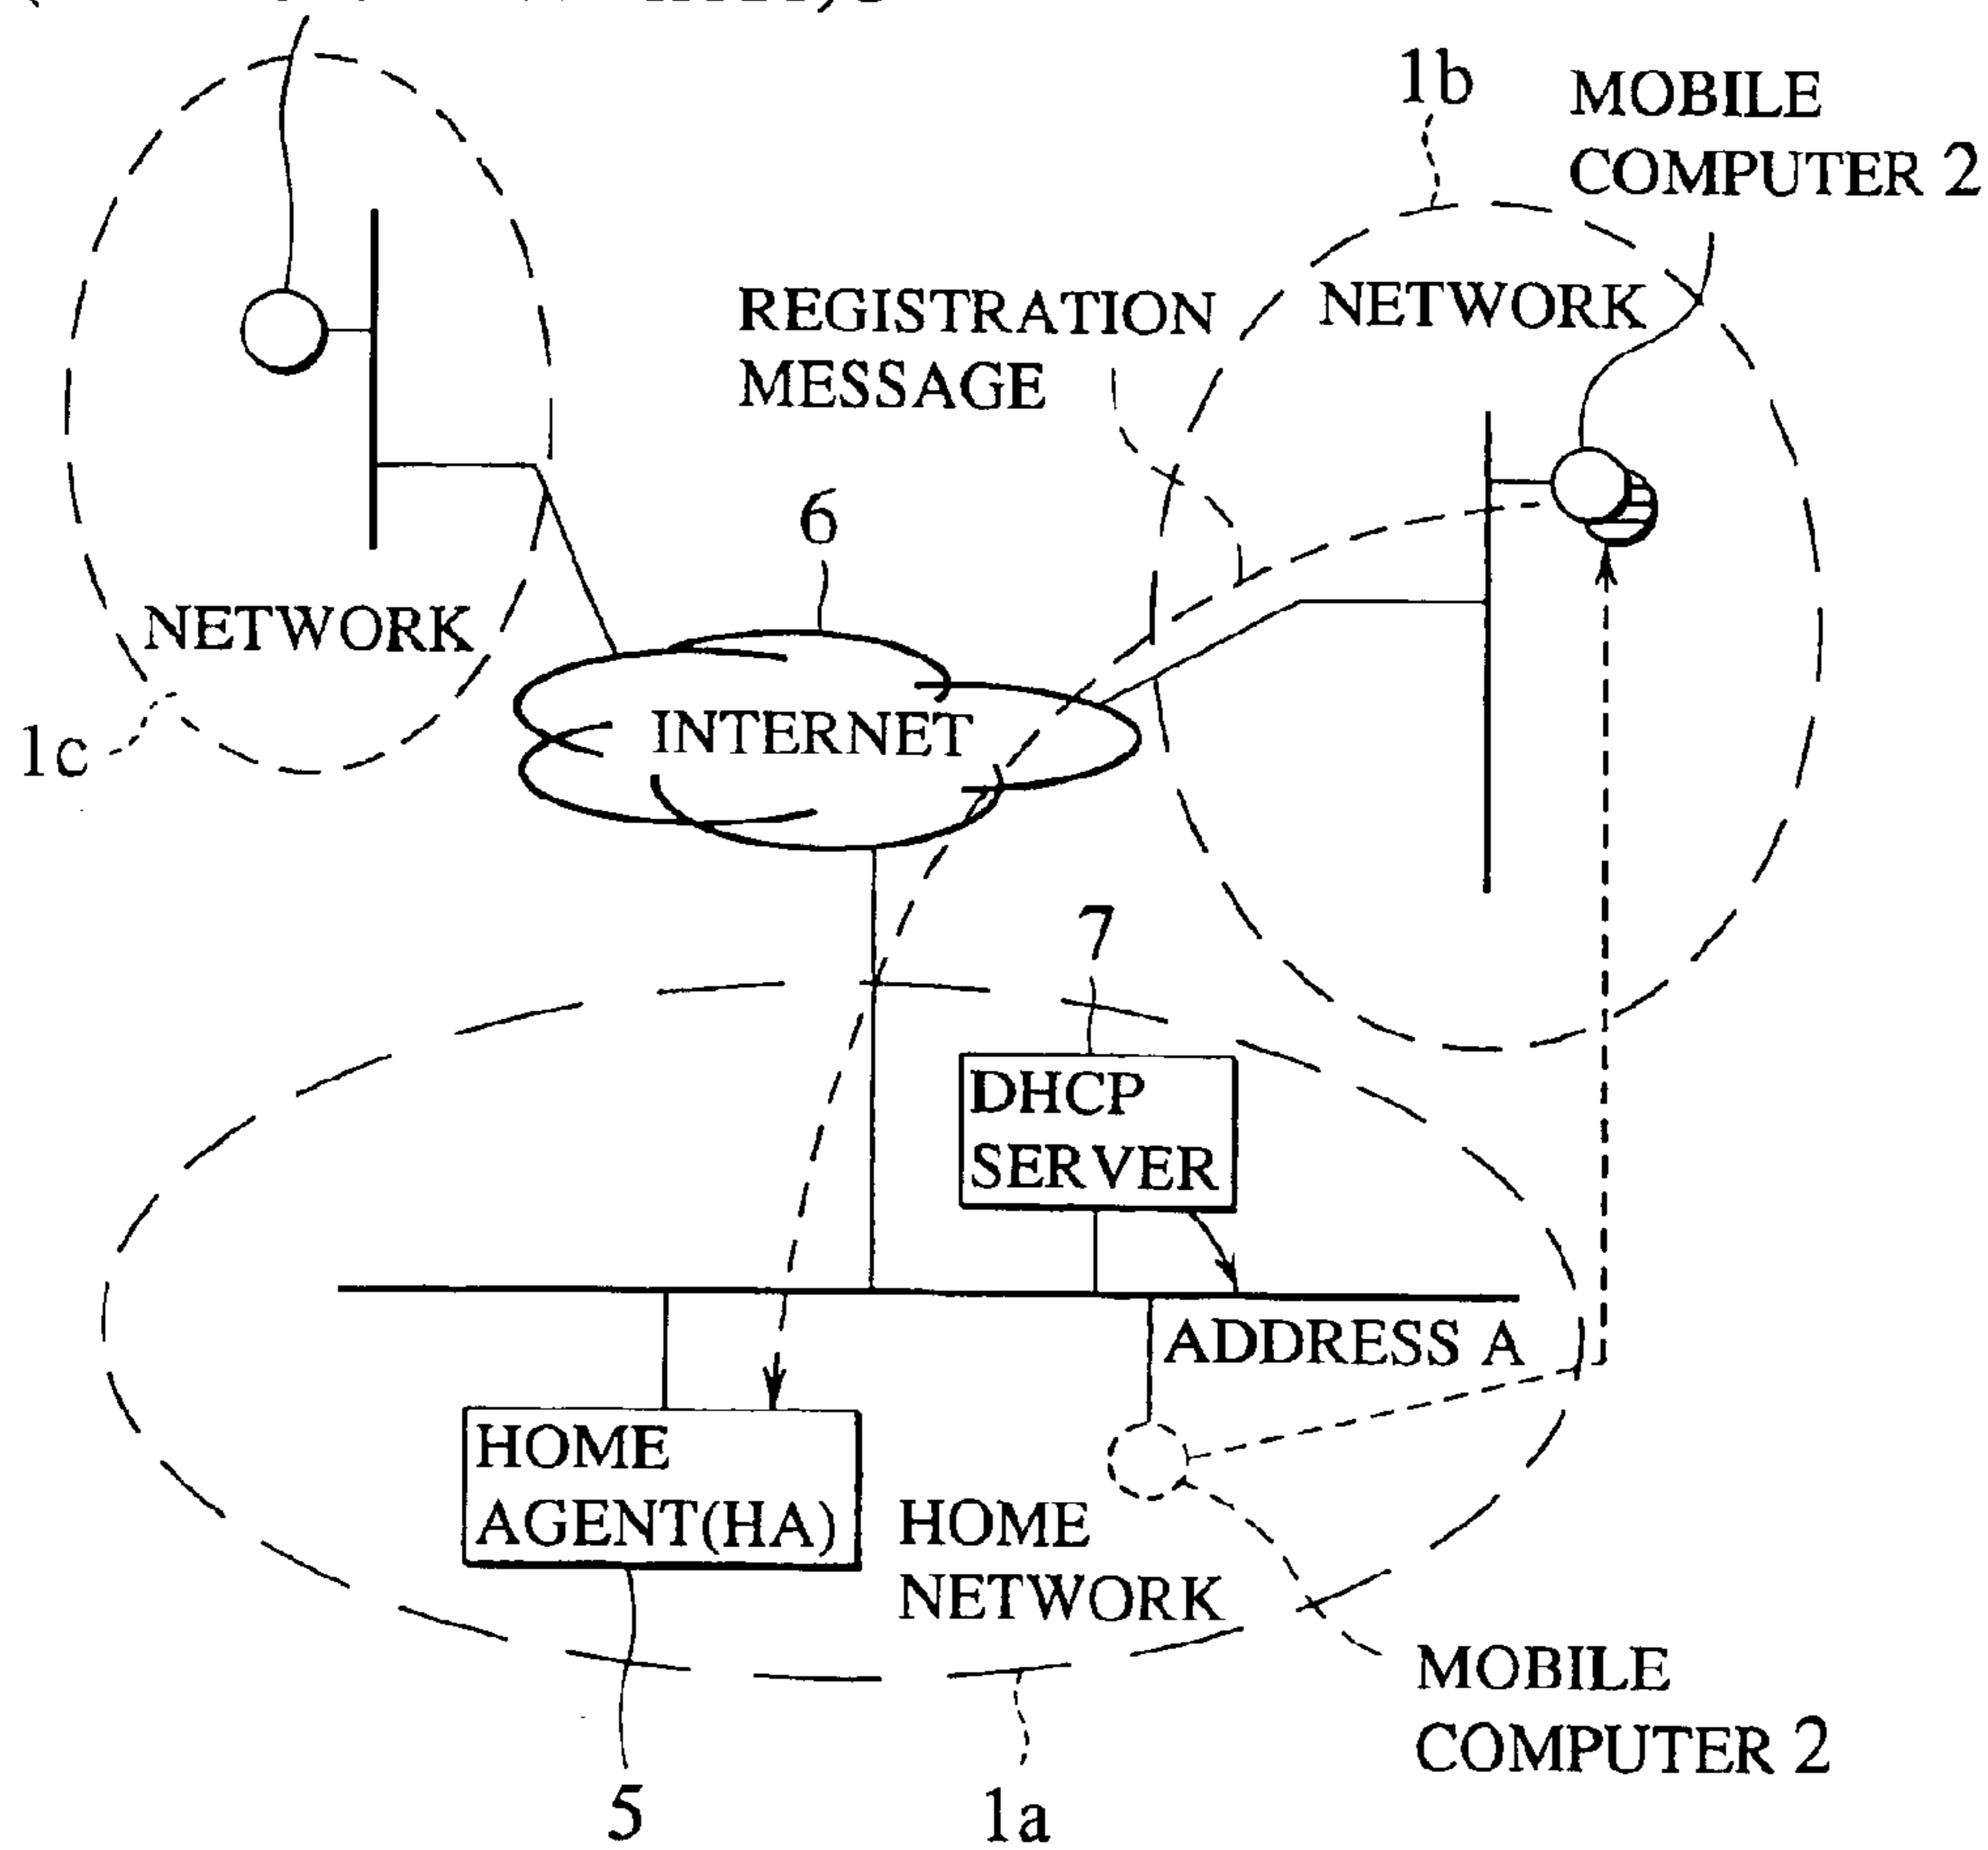 1b
MOBILE
COMPUTER 2
NETWORK
REGISTRATION
MESSAGE
6
NETWORK
INTERNET
1c
7
DHCP
SERVER
ADDRESS A
HOME
AGENT(HA)
HOME
NETWORK
MOBILE
COMPUTER 2
5
1a